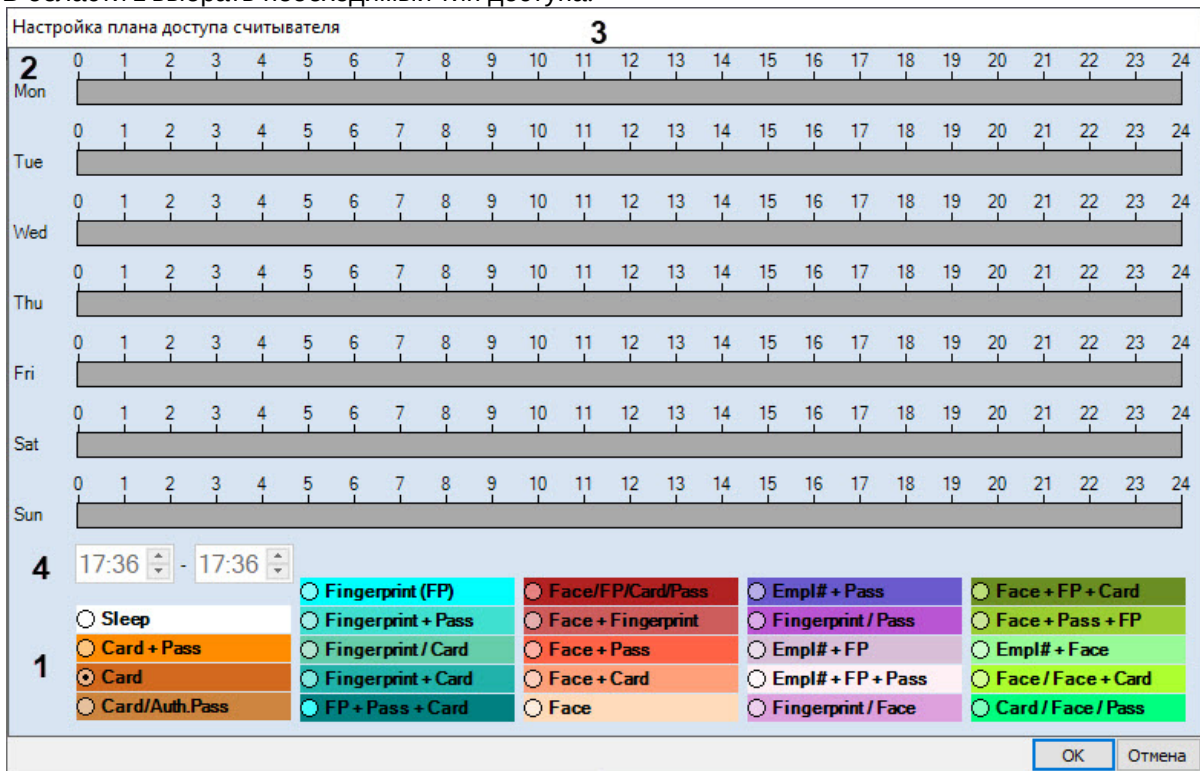 В области 1 выбрать необходимый тип доступа.
Настройка плана доступа считывателя
3
2
0 1 2 3 4 5 6 7 8 9 10 11 12 13 14 15 16 17 18 19 20 21 22 23 24
Mon
0 1 2 3 4 5 6 7 8 9 10 11 12 13 14 15 16 17 18 19 20 21 22 23 24
Tue
0 1 2 3 4 5 6 7 8 9 10 11 12 13 14 15 16 17 18 19 20 21 22 23 24
Wed
0 1 2 3 4 5 6 7 8 9 10 11 12 13 14 15 16 17 18 19 20 21 22 23 24
Thu
0 1 2 3 4 5 6 7 8 9 10 11 12 13 14 15 16 17 18 19 20 21 22 23 24
Fri
0 1 2 3 4 5 6 7 8 9 10 11 12 13 14 15 16 17 18 19 20 21 22 23 24
Sat
0 1 2 3 4 5 6 7 8 9 10 11 12 13 14 15 16 17 18 19 20 21 22 23 24
Sun
4 17:36 - 17:36
1
Sleep
Card + Pass
Card
Card/Auth.Pass
Fingerprint (FP)
Fingerprint + Pass
Fingerprint / Card
Fingerprint + Card
FP + Pass + Card
Face/FP/Card/Pass
Face + Fingerprint
Face + Pass
Face + Card
Face
Empl# + Pass
Fingerprint / Pass
Empl# + FP
Empl# + FP + Pass
Fingerprint / Face
Face + FP + Card
Face + Pass + FP
Empl# + Face
Face / Face + Card
Card / Face / Pass
OK
Отмена